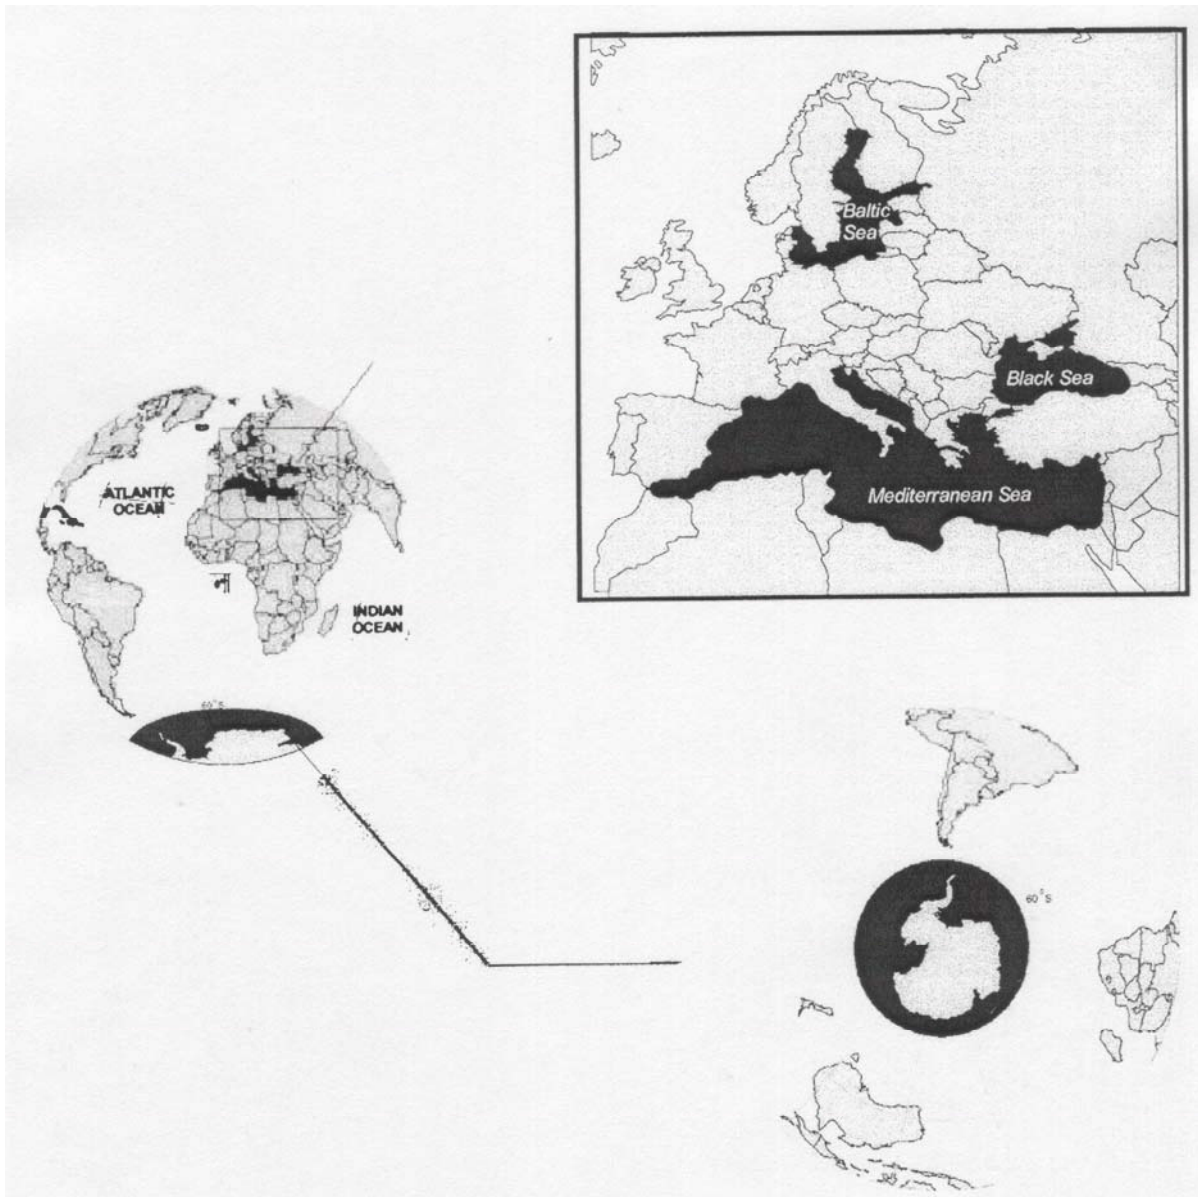 Baltic
Sea
Black Sea
Mediterranean Sea
ATLANTIC
OCEAN
INDIAN
OCEAN
60°S
60°S